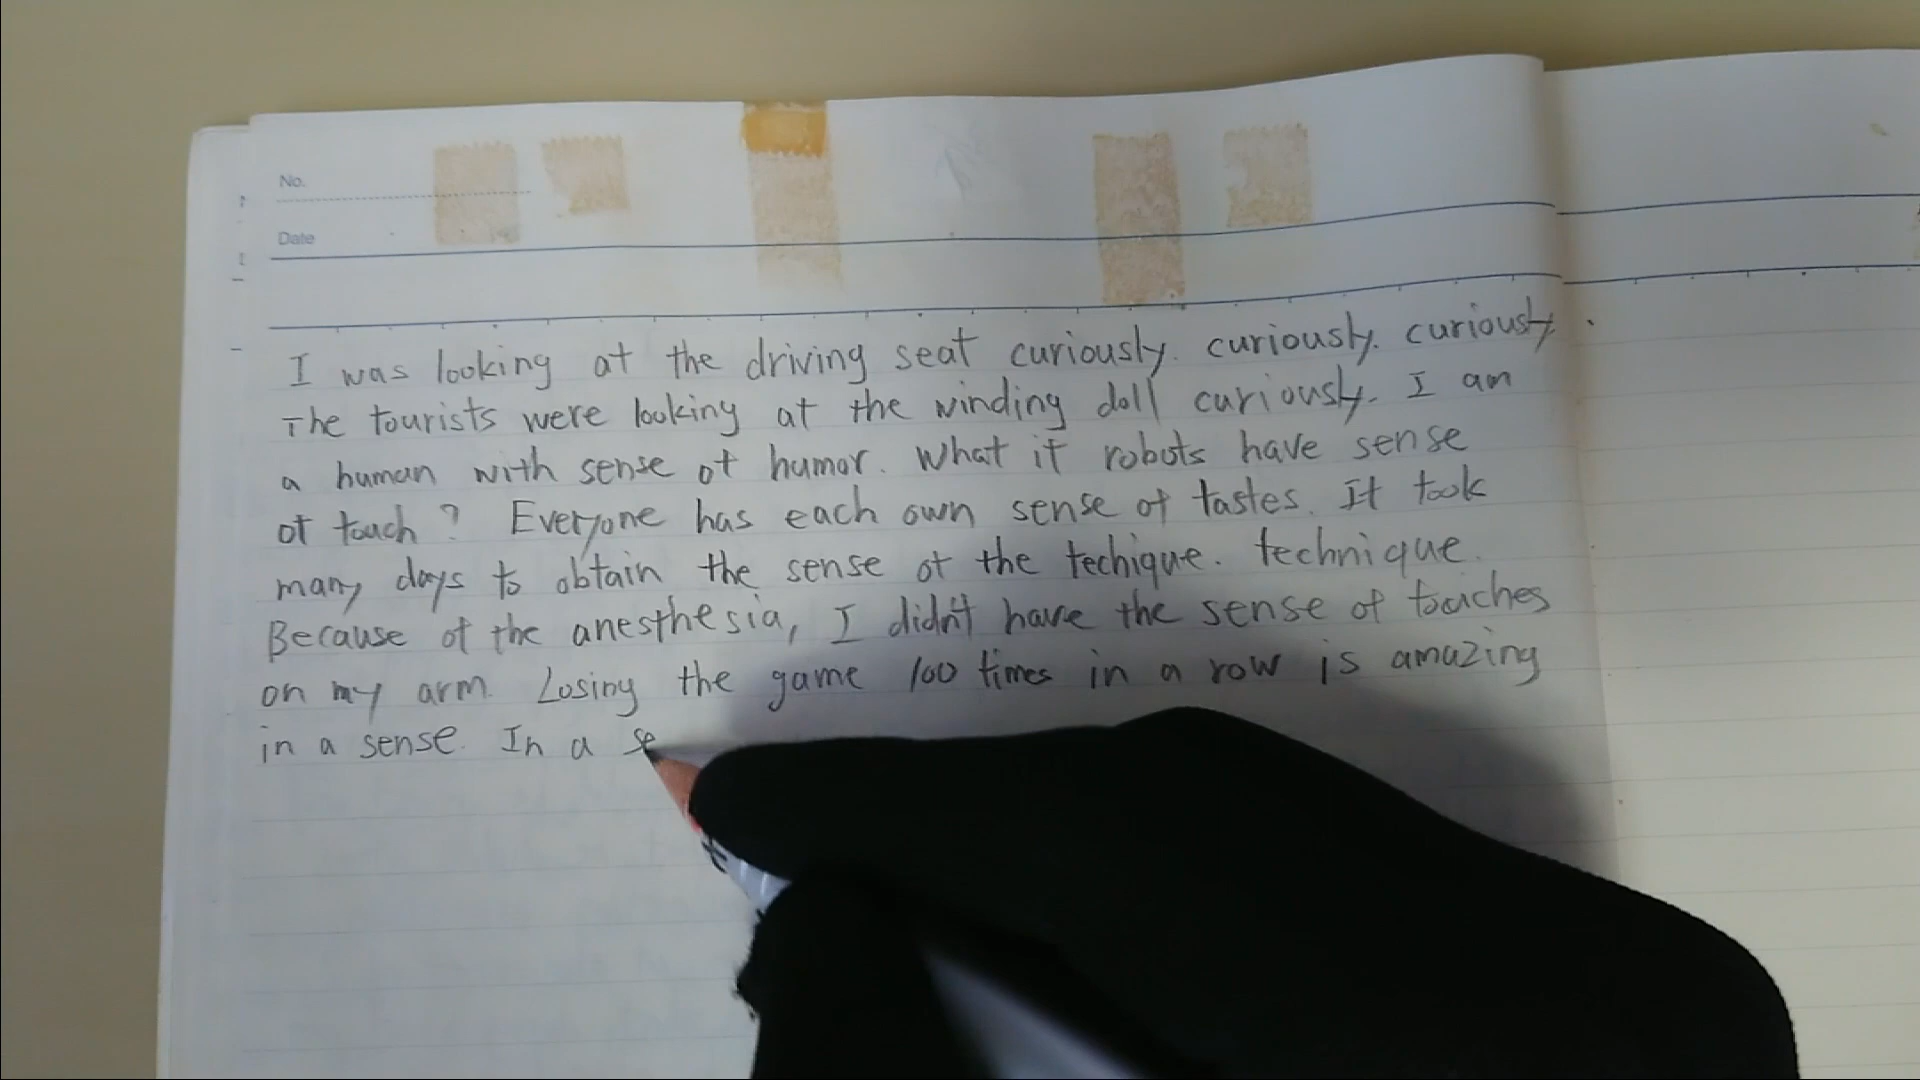 No.
Date
I was looking at the driving seat curiously. curiously. curiously.
The tourists were looking at the winding doll curiously. I am
a human with sense of humor. What if robots have sense
of touch? Everyone has each own sense of tastes. It took
many days to obtain the sense of the techique. technique.
Because of the anesthesia, I didn't have the sense of touches
on my arm. Losing the game 100 times in a row is amazing
in a sense. In a se